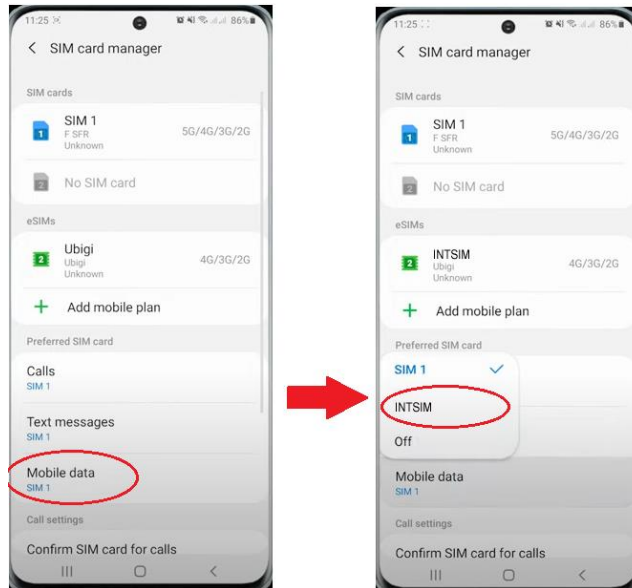 11:25
86%
SIM card manager
SIM cards
SIM 1
F SFR
Unknown
5G/4G/3G/2G
No SIM card
eSIMs
Ubigi
Ubigi
Unknown
4G/3G/2G
Add mobile plan
Preferred SIM card
Calls
SIM 1
Text messages
SIM 1
Mobile data
SIM 1
Call settings
Confirm SIM card for calls
11:25
86%
SIM card manager
SIM cards
SIM 1
F SFR
Unknown
5G/4G/3G/2G
No SIM card
eSIMs
INTSIM
Ubigi
Unknown
4G/3G/2G
Add mobile plan
Preferred SIM card
SIM 1
INTSIM
Off
Mobile data
SIM 1
Call settings
Confirm SIM card for calls